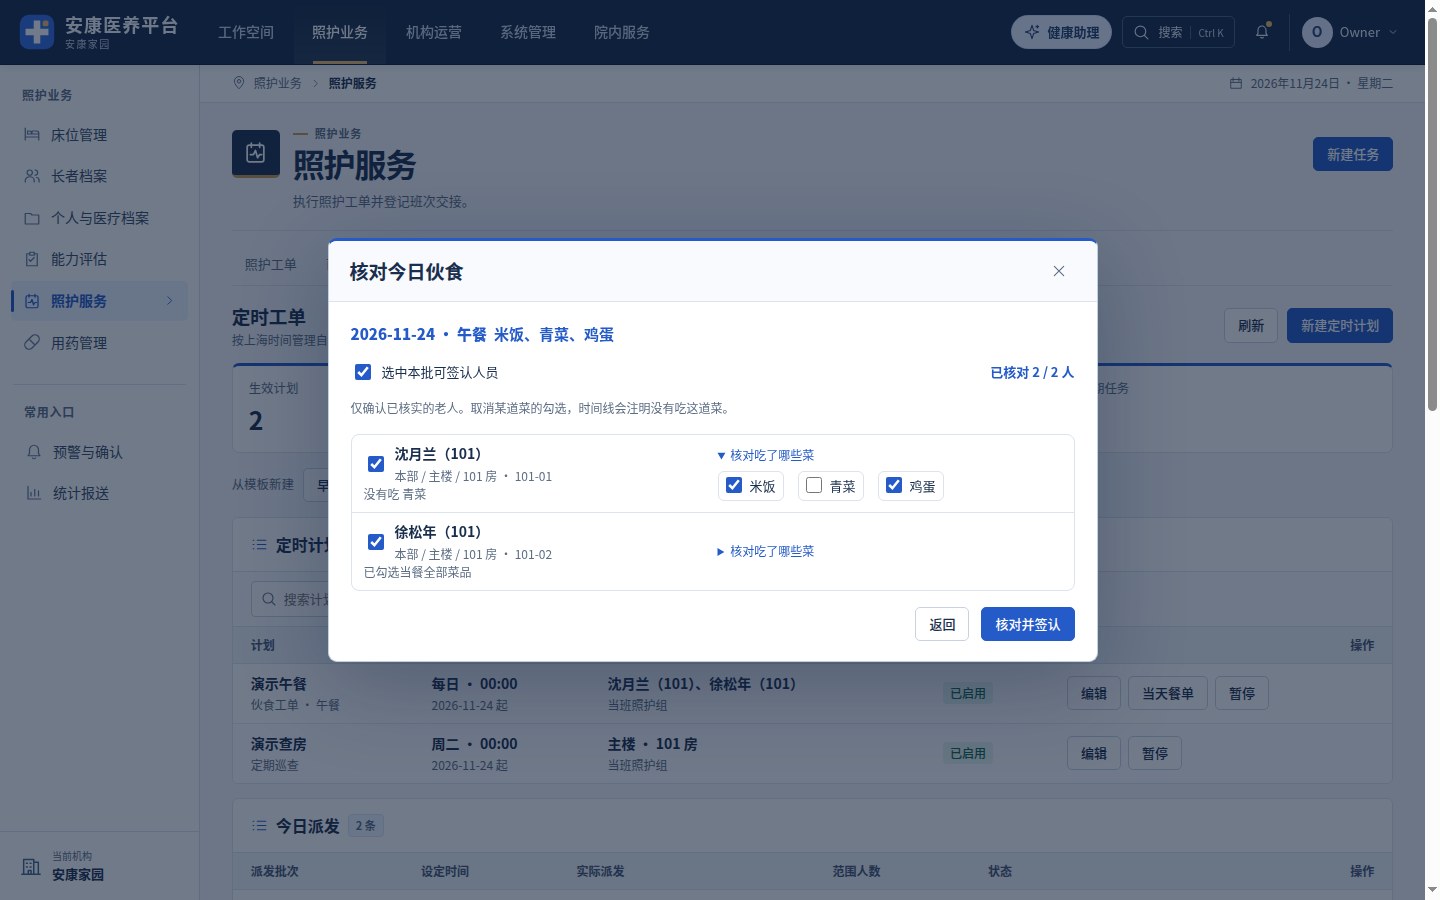 安康医养平台
安康家园
工作空间
照护业务
机构运营
系统管理
院内服务
健康助理
搜索 Ctrl K
O Owner
照护业务
床位管理
长者档案
个人与医疗档案
能力评估
照护服务
用药管理
常用入口
预警与确认
统计报送
当前机构
安康家园
照护业务 > 照护服务
2026年11月24日 · 星期二
照护业务
照护服务
执行照护工单并登记班次交接。
新建任务
照护工单
定时工单
按上海时间管理自
刷新
新建定时计划
生效计划
2
期任务
从模板新建
早
核对今日伙食
2026-11-24 · 午餐 米饭、青菜、鸡蛋
选中本批可签认人员
已核对 2 / 2 人
仅确认已核实的老人。取消某道菜的勾选，时间线会注明没有吃这道菜。
沈月兰（101）
本部 / 主楼 / 101 房 · 101-01
没有吃 青菜
核对吃了哪些菜
米饭 青菜 鸡蛋
徐松年（101）
本部 / 主楼 / 101 房 · 101-02
已勾选当餐全部菜品
核对吃了哪些菜
返回
核对并签认
定时计划
搜索计划
计划
操作
演示午餐 每日 · 00:00 沈月兰（101）、徐松年（101） 已启用 编辑 当天餐单 暂停
伙食工单 · 午餐 2026-11-24 起 当班照护组
演示查房 周二 · 00:00 主楼 · 101 房 已启用 编辑 暂停
定期巡查 2026-11-24 起 当班照护组
今日派发 2 条
派发批次 设定时间 实际派发 范围人数 状态 操作